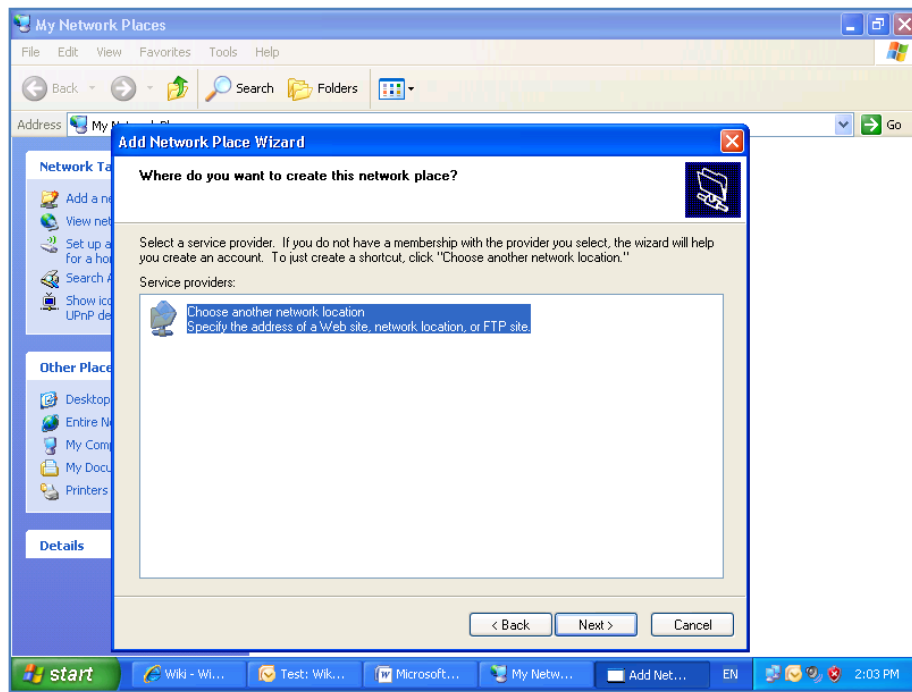 My Network Places
File Edit View Favorites Tools Help
Back Search Folders
Address My Go
Network Ta
Add a ne
View net
Set up a
for a ho
Search A
Show ico
UPnP de
Other Place
Desktop
Entire Ne
My Comp
My Docu
Printers
Details
Add Network Place Wizard
Where do you want to create this network place?
Select a service provider. If you do not have a membership with the provider you select, the wizard will help
you create an account. To just create a shortcut, click "Choose another network location."
Service providers:
Choose another network location
Specify the address of a Web site, network location, or FTP site.
< Back Next > Cancel
start Wiki - Wi... Test: Wik... Microsoft... My Netw... Add Net... EN 2:03 PM